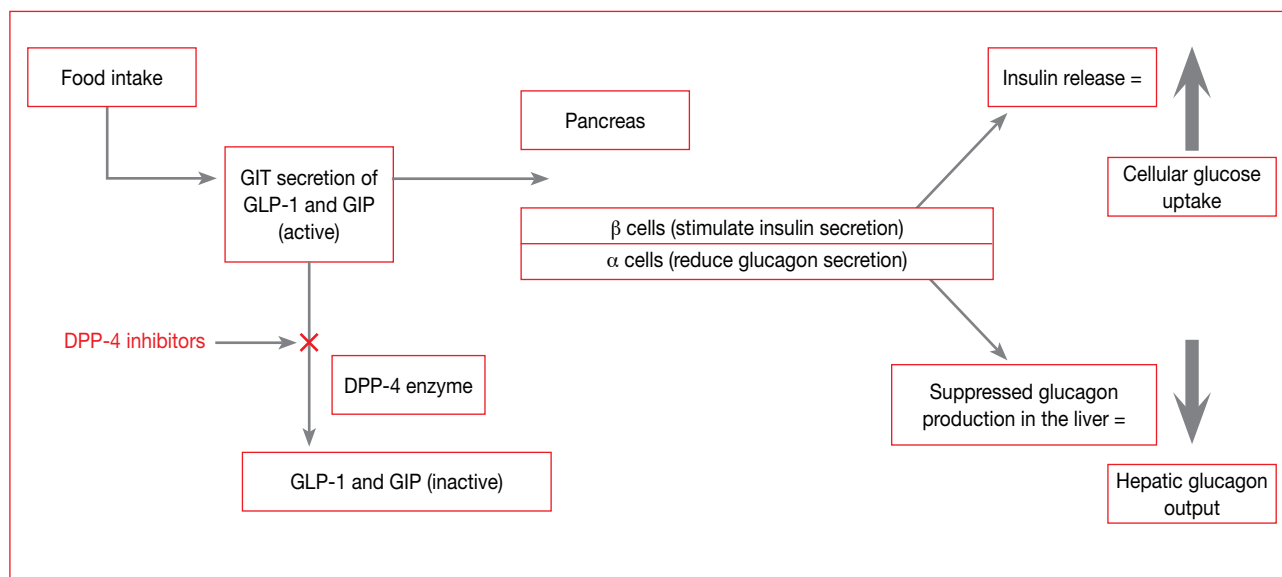 Food intake
GIT secretion of
GLP-1 and GIP
(active)
DPP-4 inhibitors
DPP-4 enzyme
GLP-1 and GIP (inactive)
Pancreas
β cells (stimulate insulin secretion)
α cells (reduce glucagon secretion)
Insulin release =
Cellular glucose
uptake
Suppressed glucagon
production in the liver =
Hepatic glucagon
output